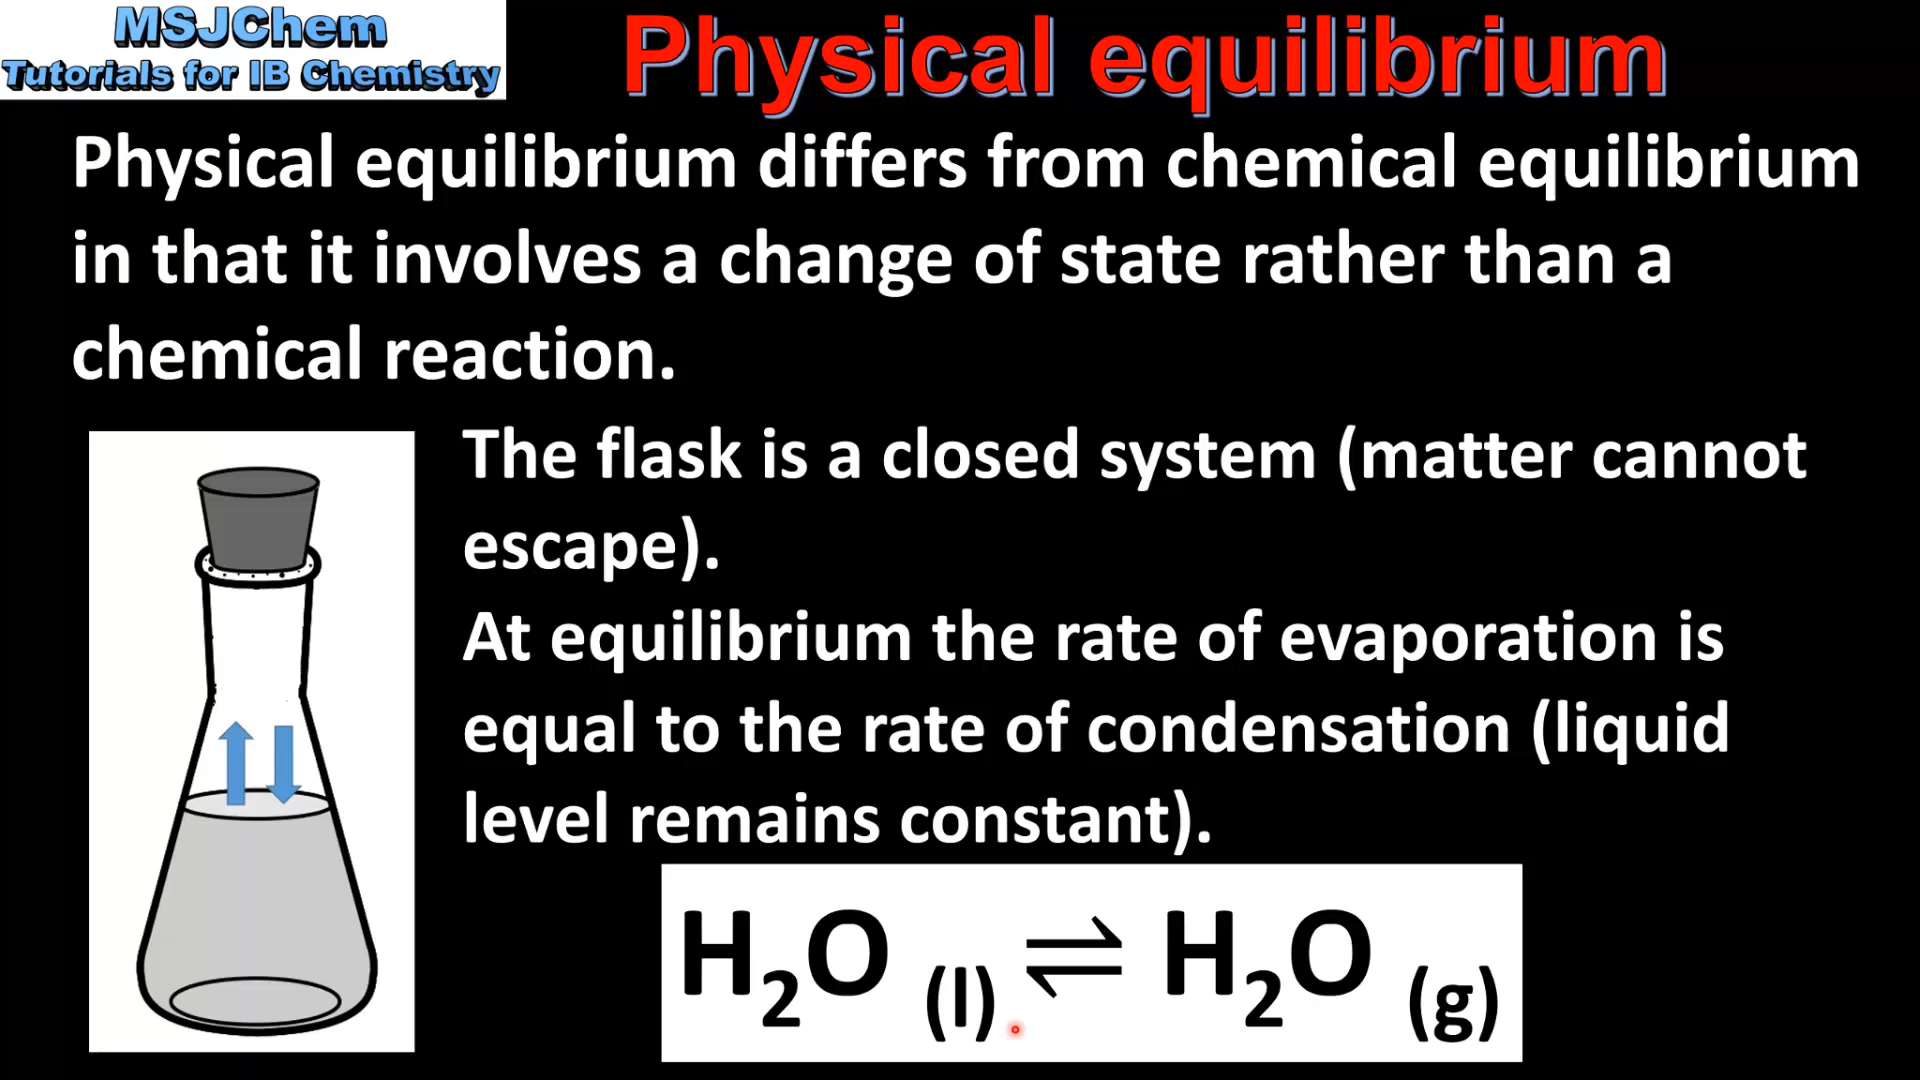 MSJChem
Tutorials for IB Chemistry
Physical equilibrium
Physical equilibrium differs from chemical equilibrium
in that it involves a change of state rather than a
chemical reaction.
The flask is a closed system (matter cannot
escape).
At equilibrium the rate of evaporation is
equal to the rate of condensation (liquid
level remains constant).
H₂O (l) ⇌ H₂O (g)